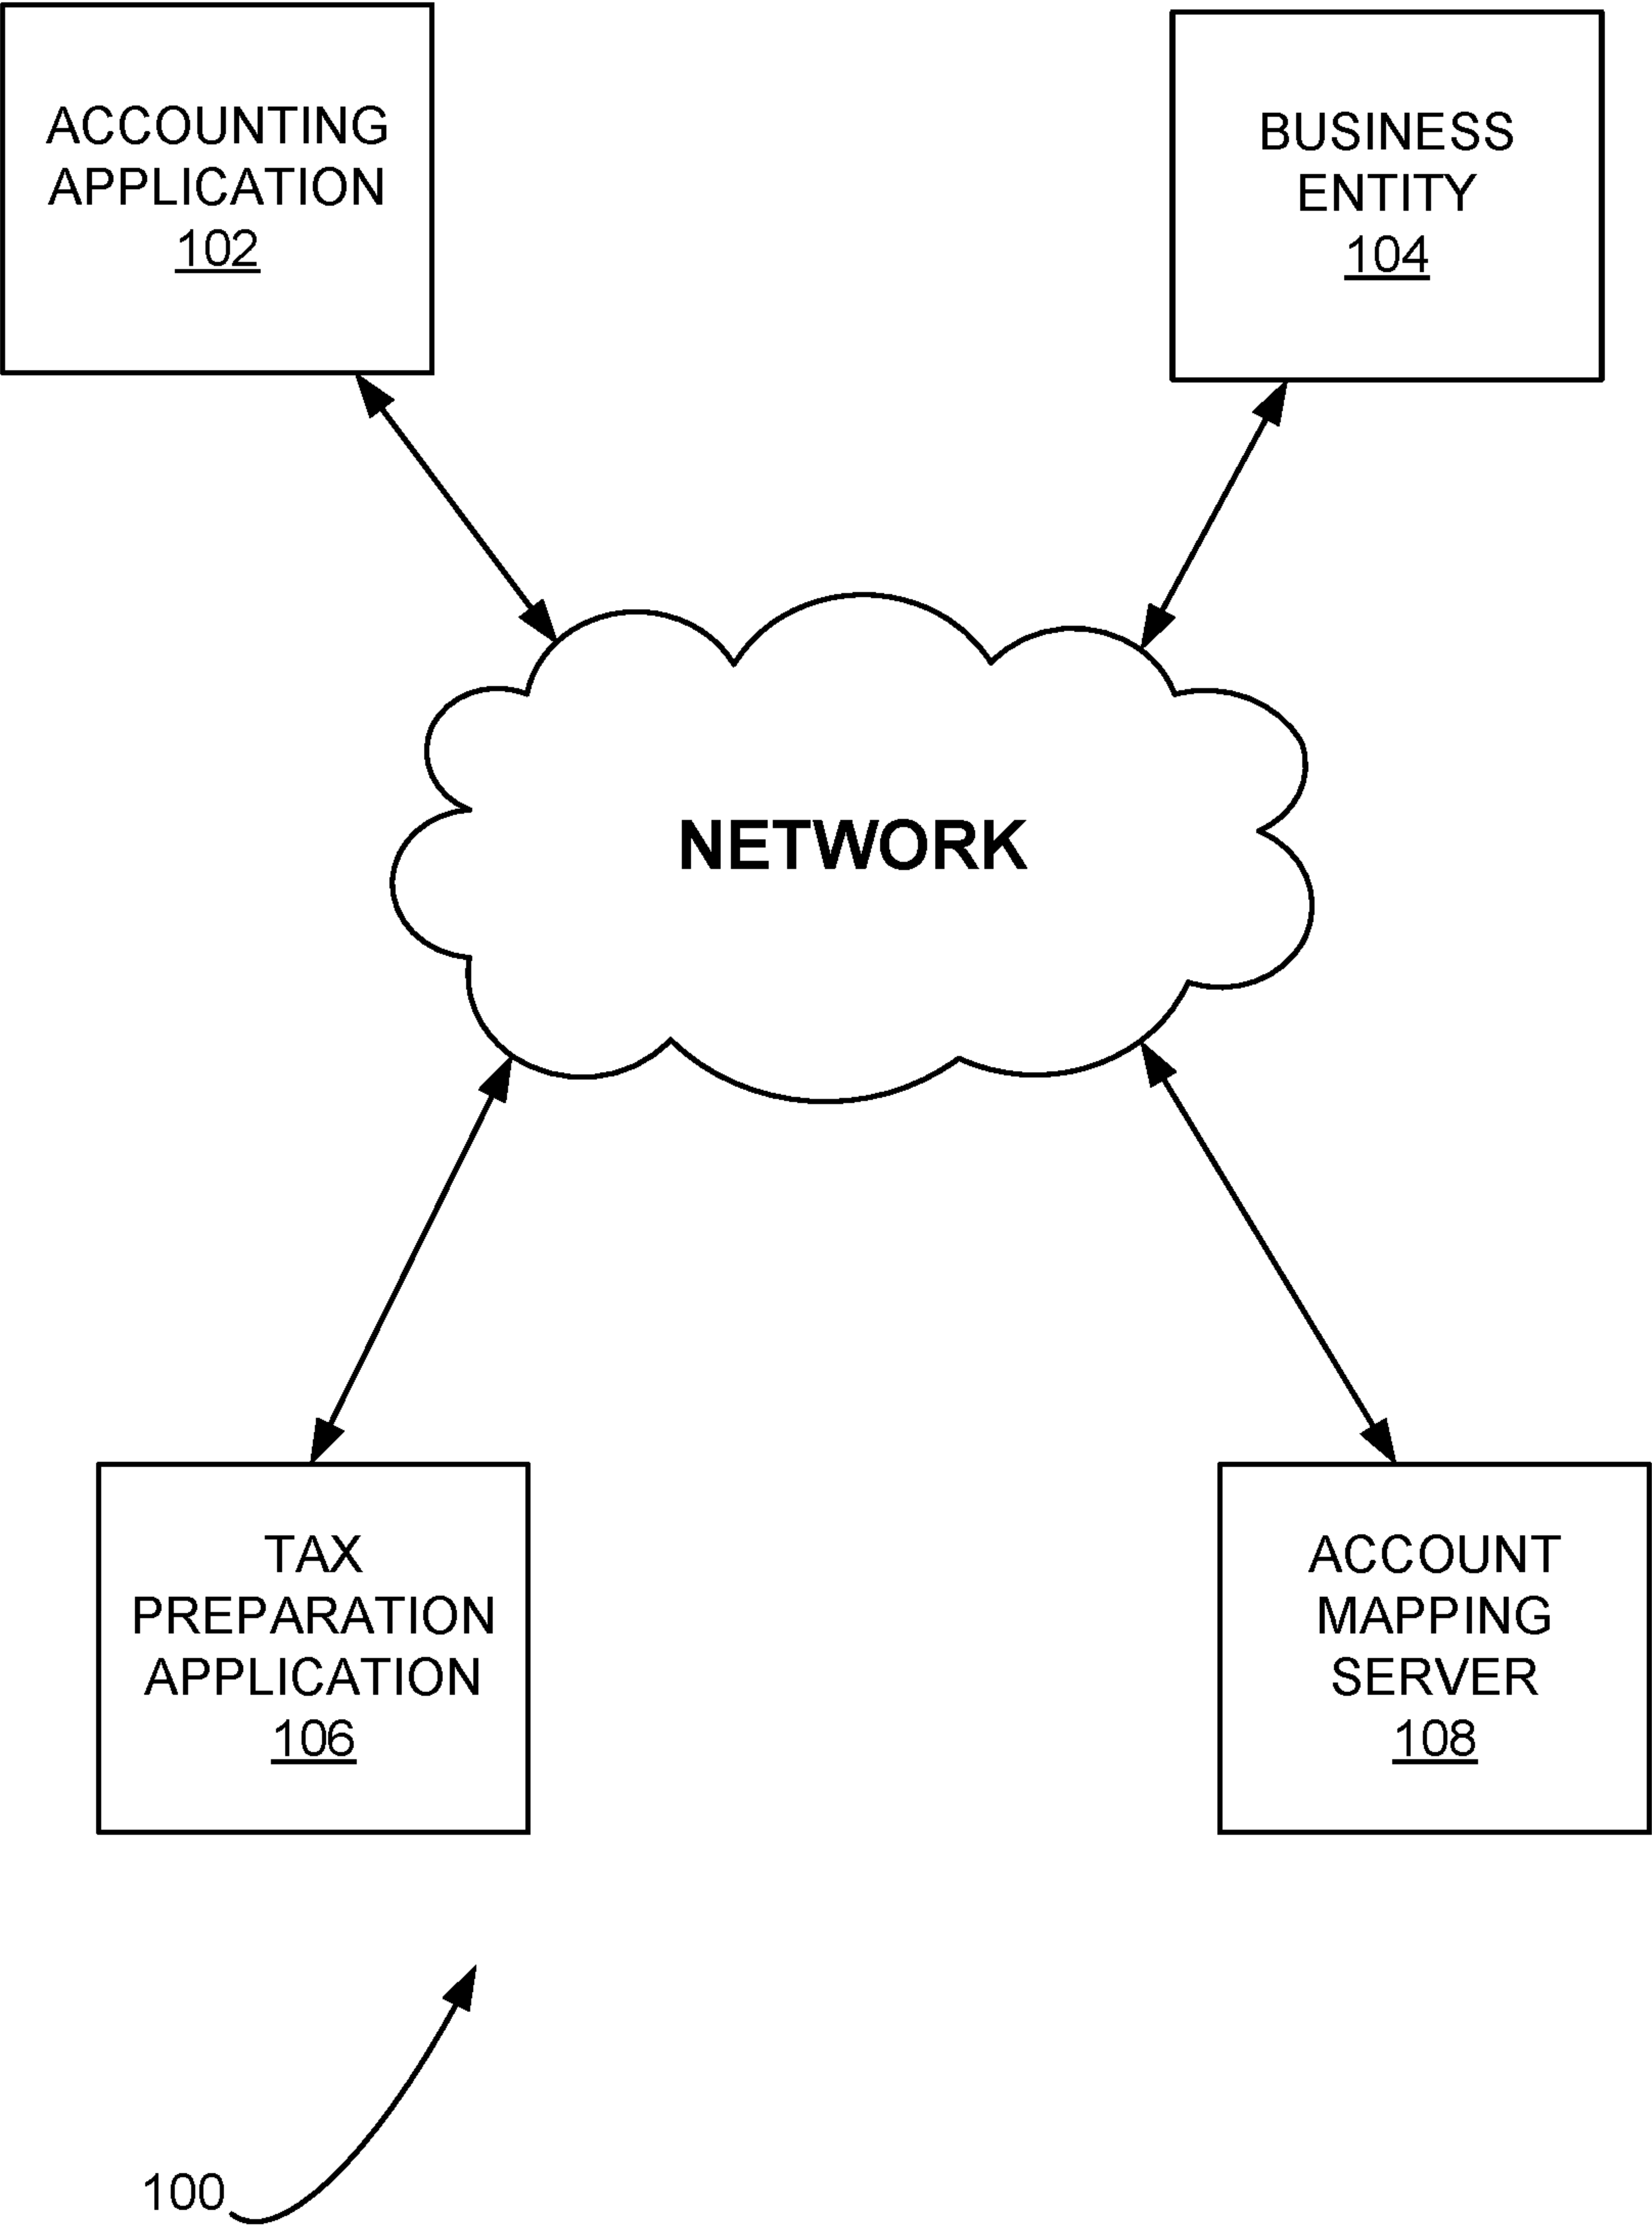 ACCOUNTING
APPLICATION
102
BUSINESS
ENTITY
104
NETWORK
TAX
PREPARATION
APPLICATION
106
ACCOUNT
MAPPING
SERVER
108
100